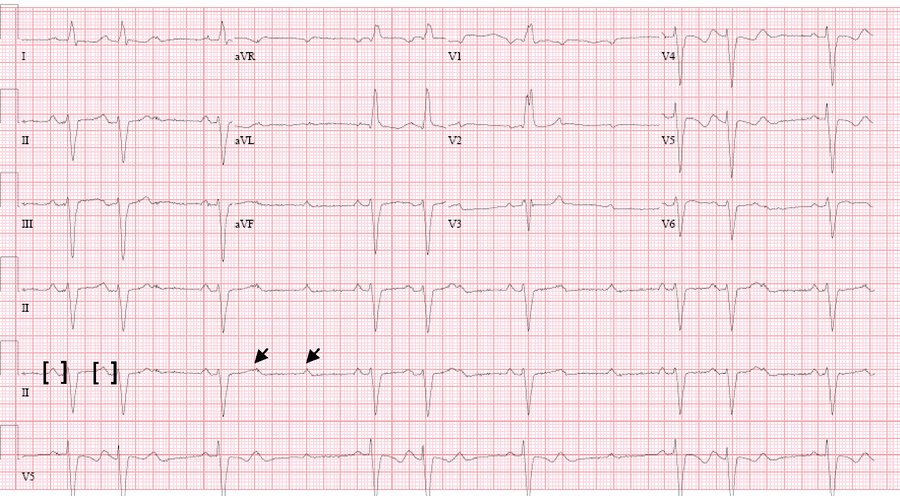 I aVR V1 V4
II aVL V2 V5
III aVF V3 V6
II
[ ] [ ]
II
V5